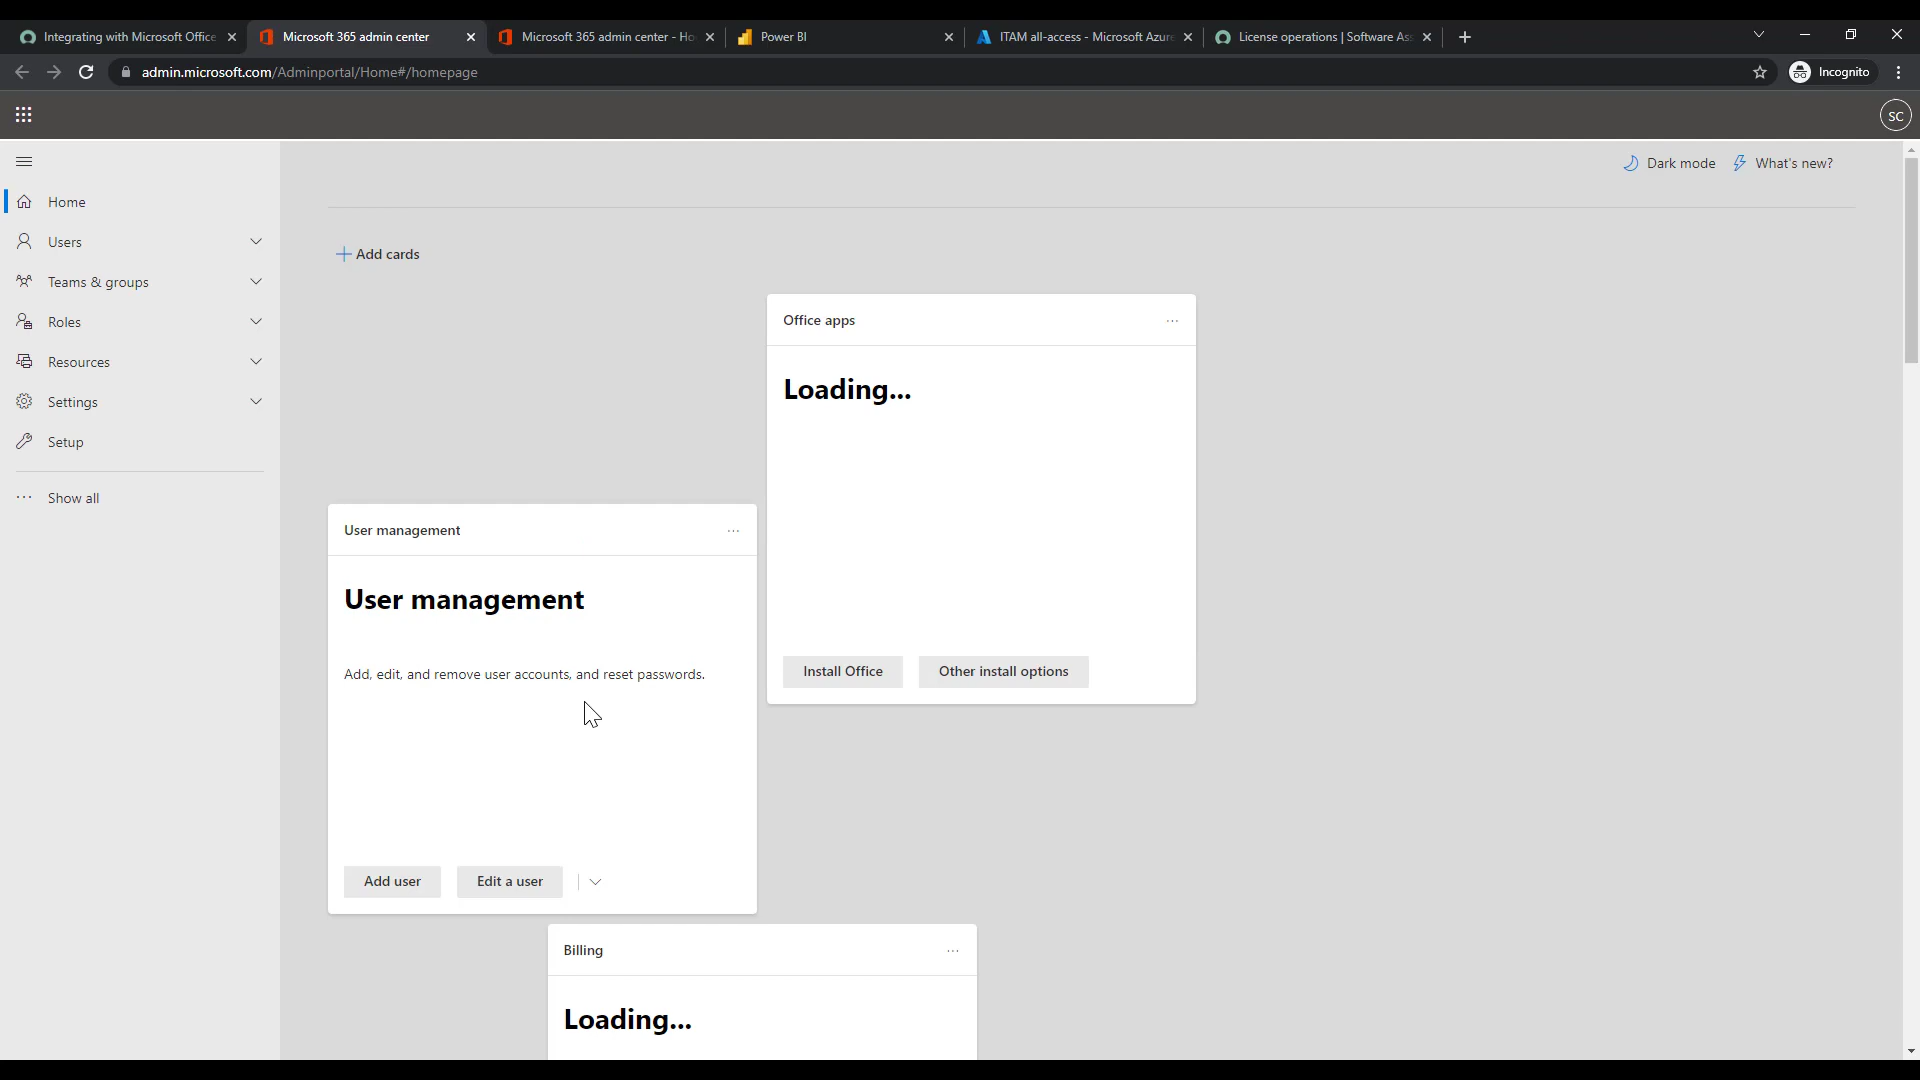 Integrating with Microsoft Office
Microsoft 365 admin center
Microsoft 365 admin center - Ho
Power BI
ITAM all-access - Microsoft Azure
License operations | Software Ass
admin.microsoft.com/Adminportal/Home#/homepage
Incognito
SC
Dark mode
What's new?
Home
Users
Teams & groups
Roles
Resources
Settings
Setup
Show all
Add cards
Office apps
Loading...
Install Office
Other install options
User management
User management
Add, edit, and remove user accounts, and reset passwords.
Add user
Edit a user
Billing
Loading...